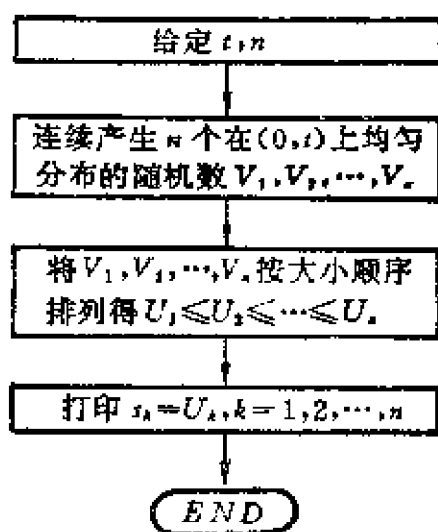 给定 t,n
连续产生 n 个在(0,t)上均匀
分布的随机数 V₁,V₂,⋯,Vₙ
将 V₁,V₂,⋯,Vₙ 按大小顺序
排列得 U₁≤U₂≤⋯≤Uₙ
打印 sₖ=Uₖ,k=1,2,⋯,n
END